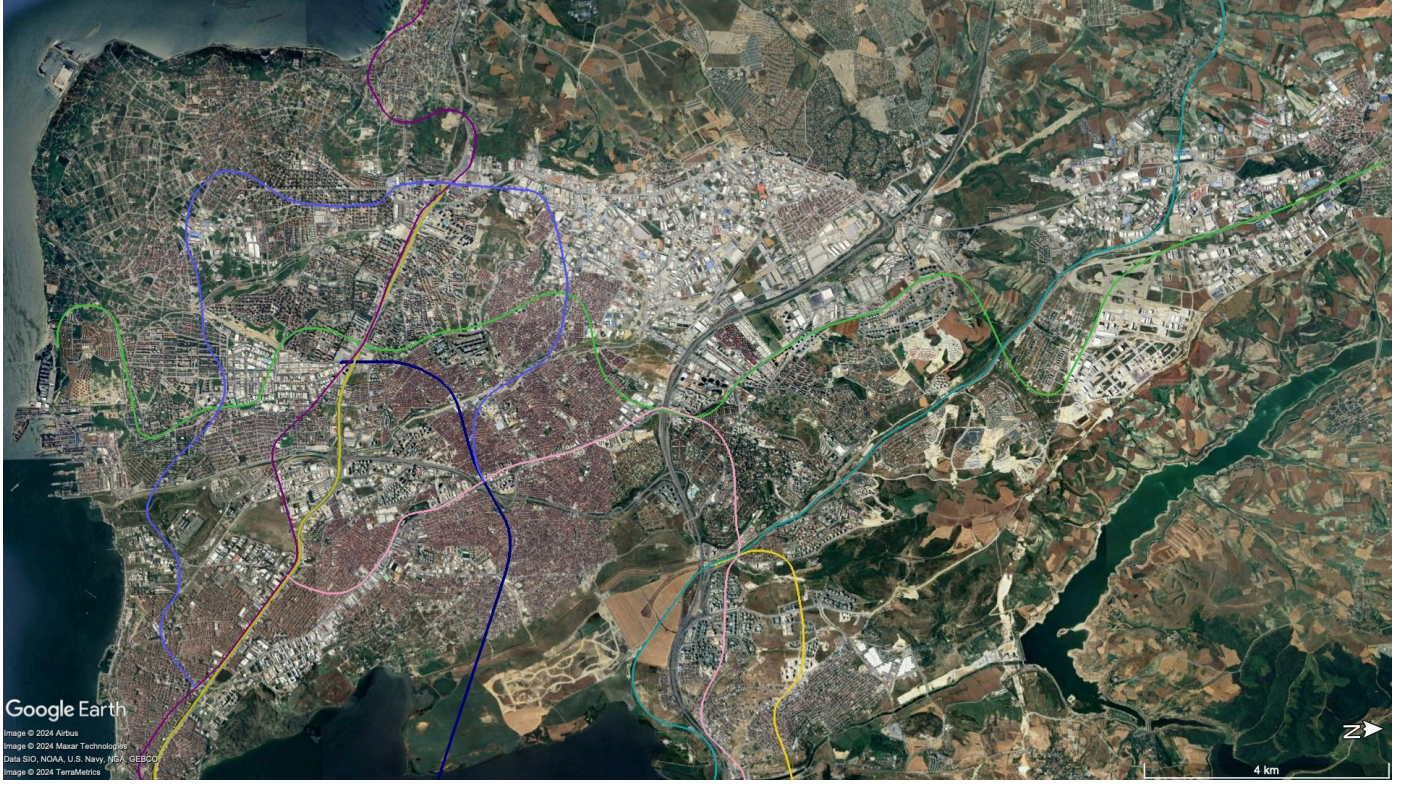 Google Earth
Image © 2024 Airbus
Image © 2024 Maxar Technologies
Data SIO, NOAA, U.S. Navy, NGA, GEBCO
Image © 2024 TerraMetrics
N
4 km